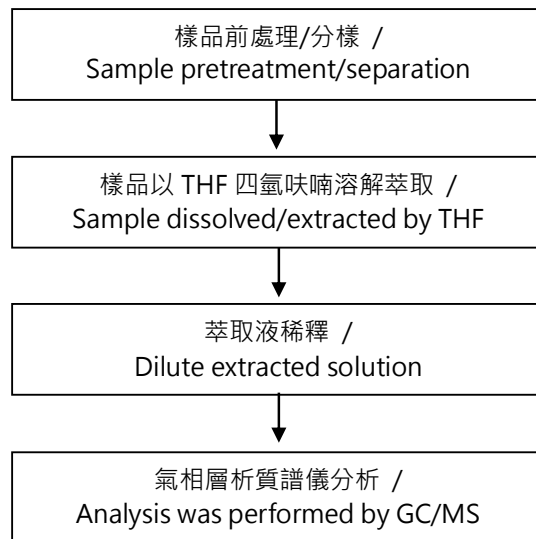 樣品前處理/分樣 /
Sample pretreatment/separation
樣品以 THF 四氫呋喃溶解萃取 /
Sample dissolved/extracted by THF
萃取液稀釋 /
Dilute extracted solution
氣相層析質譜儀分析 /
Analysis was performed by GC/MS